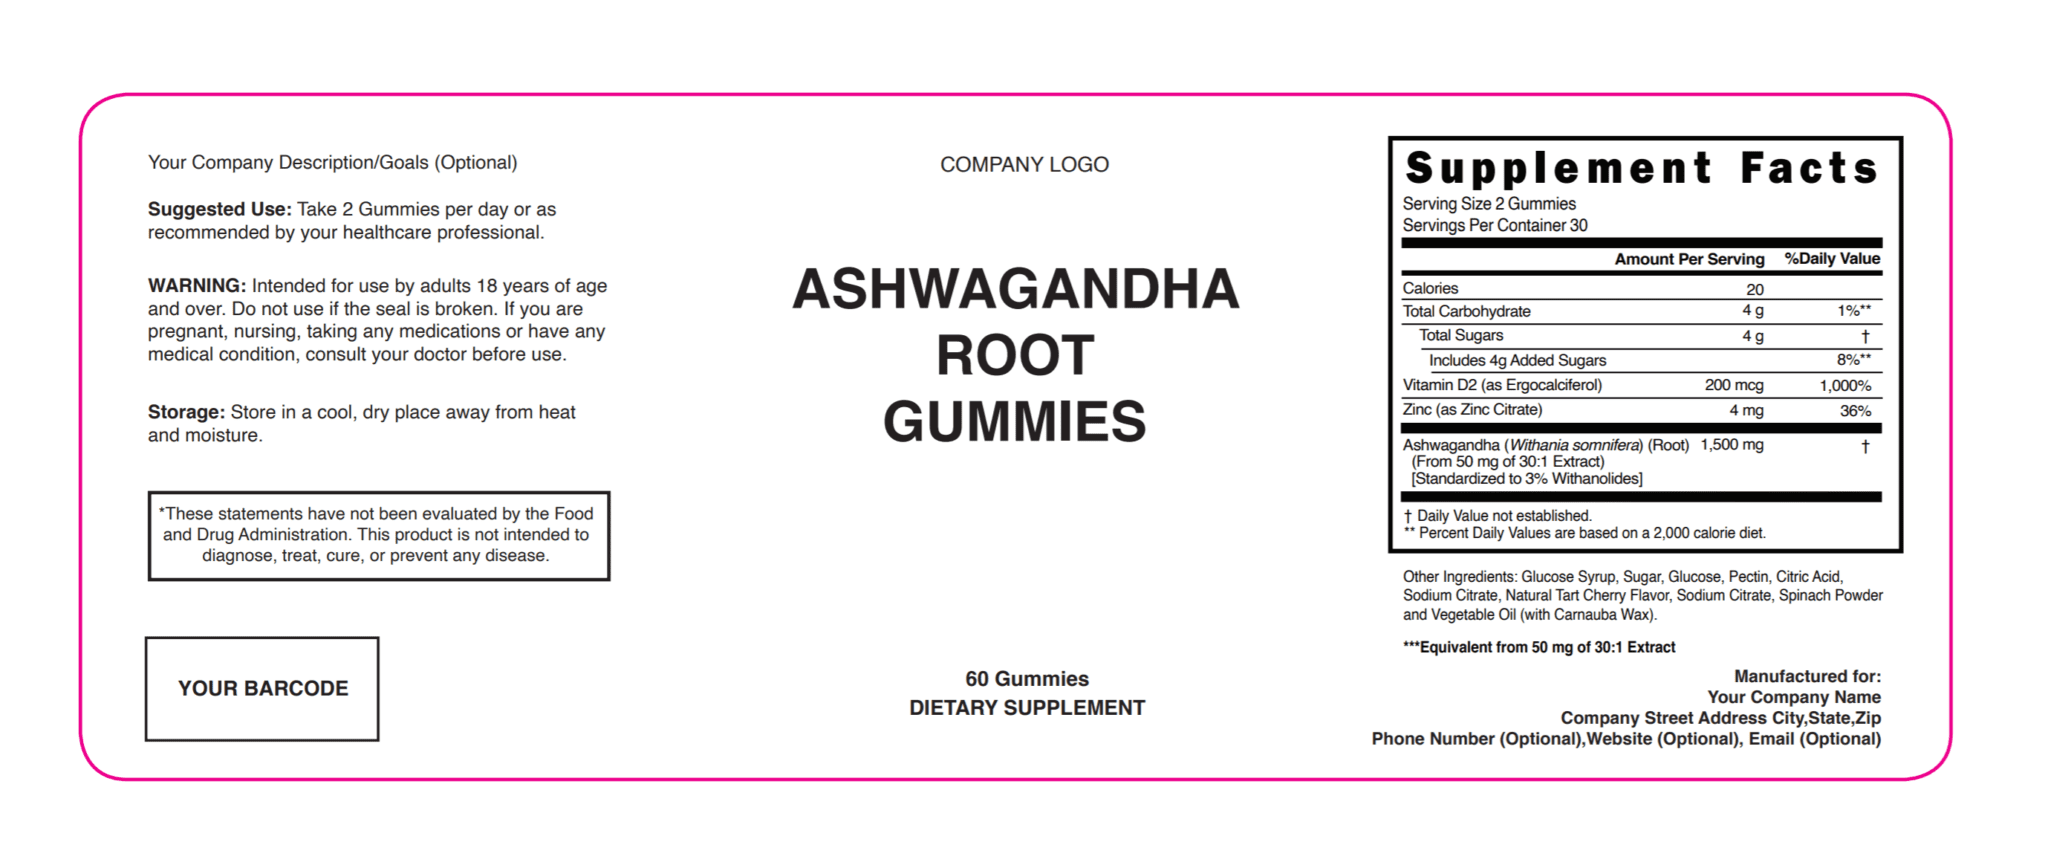 Your Company Description/Goals (Optional)
Suggested Use: Take 2 Gummies per day or as
recommended by your healthcare professional.
WARNING: Intended for use by adults 18 years of age
and over. Do not use if the seal is broken. If you are
pregnant, nursing, taking any medications or have any
medical condition, consult your doctor before use.
Storage: Store in a cool, dry place away from heat
and moisture.
*These statements have not been evaluated by the Food
and Drug Administration. This product is not intended to
diagnose, treat, cure, or prevent any disease.
YOUR BARCODE
COMPANY LOGO
ASHWAGANDHA
ROOT
GUMMIES
60 Gummies
DIETARY SUPPLEMENT
Supplement Facts
Serving Size 2 Gummies
Servings Per Container 30
Amount Per Serving %Daily Value
Calories 20
Total Carbohydrate 4 g 1%**
Total Sugars 4 g †
Includes 4g Added Sugars 8%**
Vitamin D2 (as Ergocalciferol) 200 mcg 1,000%
Zinc (as Zinc Citrate) 4 mg 36%
Ashwagandha (Withania somnifera) (Root) 1,500 mg †
(From 50 mg of 30:1 Extract)
[Standardized to 3% Withanolides]
† Daily Value not established.
** Percent Daily Values are based on a 2,000 calorie diet.
Other Ingredients: Glucose Syrup, Sugar, Glucose, Pectin, Citric Acid,
Sodium Citrate, Natural Tart Cherry Flavor, Sodium Citrate, Spinach Powder
and Vegetable Oil (with Carnauba Wax).
***Equivalent from 50 mg of 30:1 Extract
Manufactured for:
Your Company Name
Company Street Address City,State,Zip
Phone Number (Optional),Website (Optional), Email (Optional)